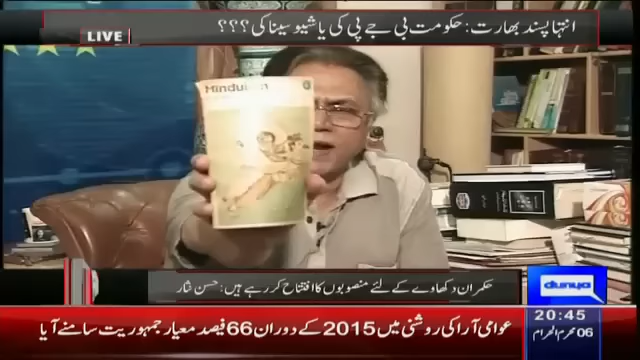 انتہا پسند بھارت: حکومت بی جے پی کی یا شیو سینا کی ؟؟؟
LIVE
Hinduism
حکمران دکھاوے کے لئے منصوبوں کا افتتاح کر رہے ہیں: حسن نثار
dunya
20:45
عوامی آرا کی روشنی میں 2015 کے دوران 66 فیصد معیار جمہوریت سامنے آیا
06 محرم الحرام